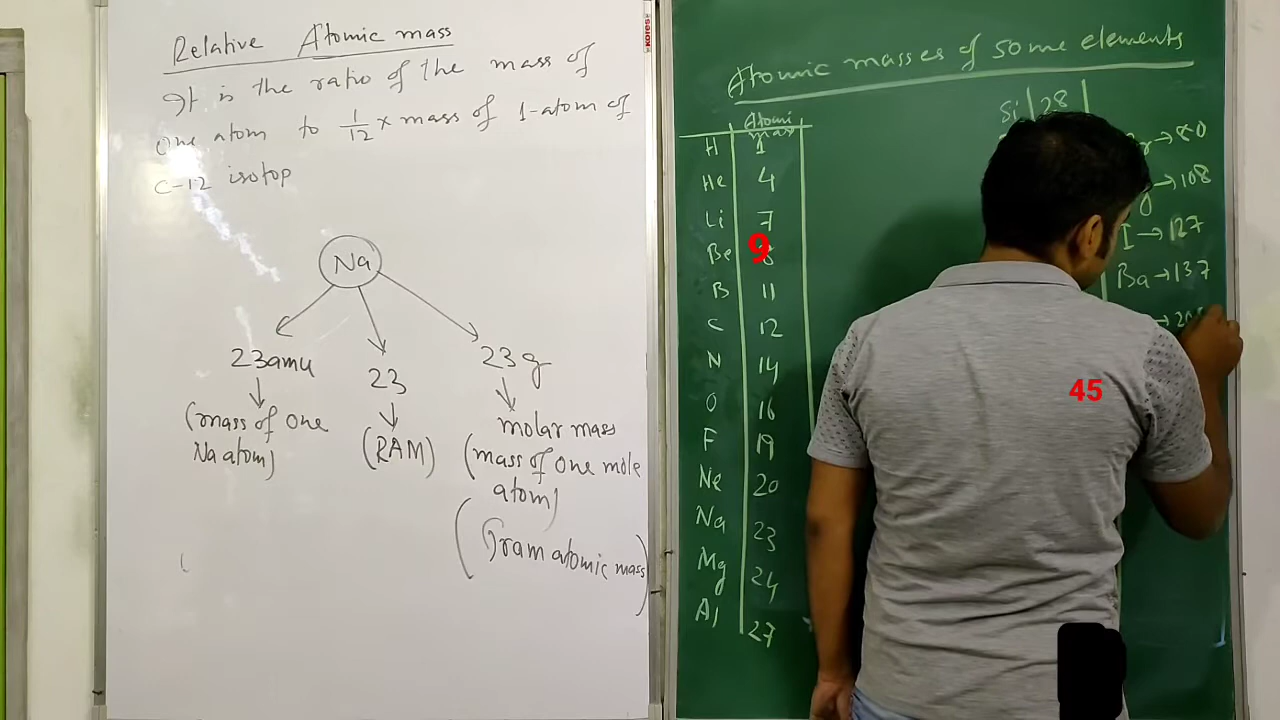 Relative Atomic mass
It is the ratio of the mass of
One atom to 1/12 x mass of 1-atom of
C-12 isotop
Na
23amu
23
23g
(mass of One
Na atom)
(RAM)
molar mass
(mass of one mole
atom)
(Gram atomic mass)
kores
Atomic masses of some elements
Atomi
mass
H 1
He 4
Li 7
Be 9
B 11
C 12
N 14
O 16
F 19
Ne 20
Na 23
Mg 24
Al 27
Si 28
→80
→108
I→127
Ba→137
45